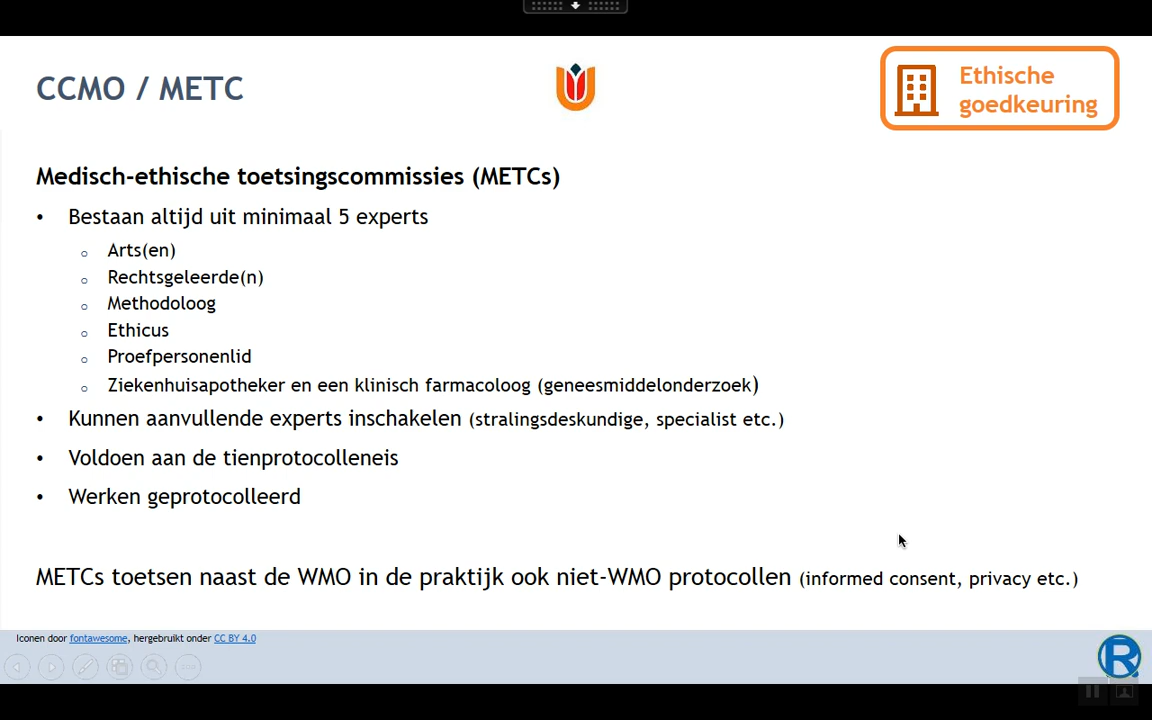 CCMO / METC
Ethische
goedkeuring
Medisch-ethische toetsingscommissies (METCs)
• Bestaan altijd uit minimaal 5 experts
o Arts(en)
o Rechtsgeleerde(n)
o Methodoloog
o Ethicus
o Proefpersonenlid
o Ziekenhuisapotheker en een klinisch farmacoloog (geneesmiddelonderzoek)
• Kunnen aanvullende experts inschakelen (stralingsdeskundige, specialist etc.)
• Voldoen aan de tienprotocolleneis
• Werken geprotocolleerd
METCs toetsen naast de WMO in de praktijk ook niet-WMO protocollen (informed consent, privacy etc.)
Iconen door fontawesome, hergebruikt onder CC BY 4.0
R